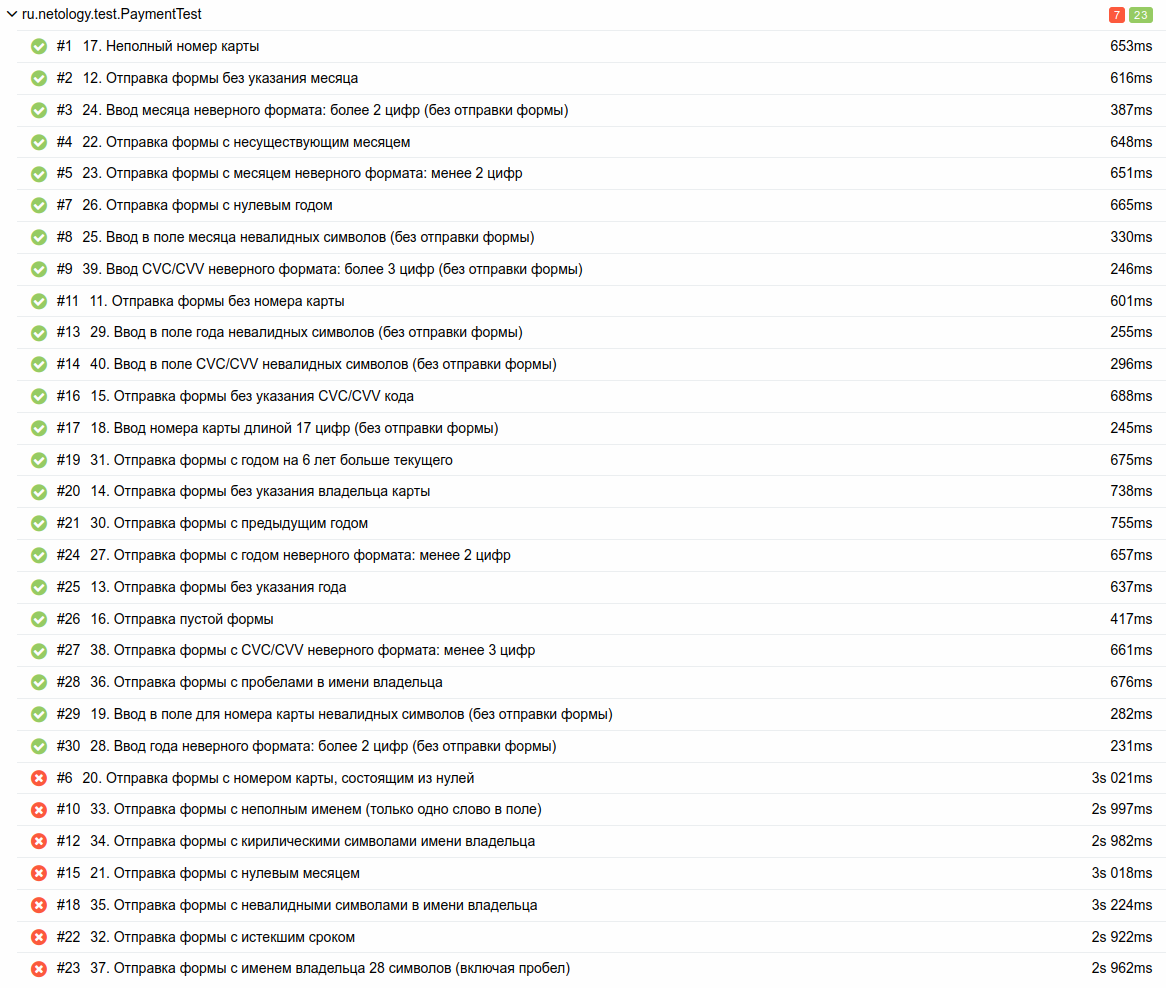 ru.netology.test.PaymentTest 7 23
#1 17. Неполный номер карты 653ms
#2 12. Отправка формы без указания месяца 616ms
#3 24. Ввод месяца неверного формата: более 2 цифр (без отправки формы) 387ms
#4 22. Отправка формы с несуществующим месяцем 648ms
#5 23. Отправка формы с месяцем неверного формата: менее 2 цифр 651ms
#7 26. Отправка формы с нулевым годом 665ms
#8 25. Ввод в поле месяца невалидных символов (без отправки формы) 330ms
#9 39. Ввод CVC/CVV неверного формата: более 3 цифр (без отправки формы) 246ms
#11 11. Отправка формы без номера карты 601ms
#13 29. Ввод в поле года невалидных символов (без отправки формы) 255ms
#14 40. Ввод в поле CVC/CVV невалидных символов (без отправки формы) 296ms
#16 15. Отправка формы без указания CVC/CVV кода 688ms
#17 18. Ввод номера карты длиной 17 цифр (без отправки формы) 245ms
#19 31. Отправка формы с годом на 6 лет больше текущего 675ms
#20 14. Отправка формы без указания владельца карты 738ms
#21 30. Отправка формы с предыдущим годом 755ms
#24 27. Отправка формы с годом неверного формата: менее 2 цифр 657ms
#25 13. Отправка формы без указания года 637ms
#26 16. Отправка пустой формы 417ms
#27 38. Отправка формы с CVC/CVV неверного формата: менее 3 цифр 661ms
#28 36. Отправка формы с пробелами в имени владельца 676ms
#29 19. Ввод в поле для номера карты невалидных символов (без отправки формы) 282ms
#30 28. Ввод года неверного формата: более 2 цифр (без отправки формы) 231ms
#6 20. Отправка формы с номером карты, состоящим из нулей 3s 021ms
#10 33. Отправка формы с неполным именем (только одно слово в поле) 2s 997ms
#12 34. Отправка формы с кирилическими символами имени владельца 2s 982ms
#15 21. Отправка формы с нулевым месяцем 3s 018ms
#18 35. Отправка формы с невалидными символами в имени владельца 3s 224ms
#22 32. Отправка формы с истекшим сроком 2s 922ms
#23 37. Отправка формы с именем владельца 28 символов (включая пробел) 2s 962ms